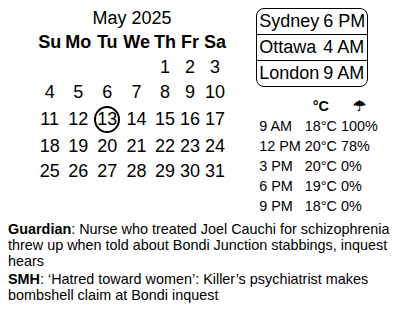 May 2025
Su Mo Tu We Th Fr Sa
1 2 3
4 5 6 7 8 9 10
11 12 13 14 15 16 17
18 19 20 21 22 23 24
25 26 27 28 29 30 31
Sydney 6 PM
Ottawa 4 AM
London 9 AM
°C ☂
9 AM 18°C 100%
12 PM 20°C 78%
3 PM 20°C 0%
6 PM 19°C 0%
9 PM 18°C 0%
Guardian: Nurse who treated Joel Cauchi for schizophrenia
threw up when told about Bondi Junction stabbings, inquest
hears
SMH: ‘Hatred toward women’: Killer’s psychiatrist makes
bombshell claim at Bondi inquest